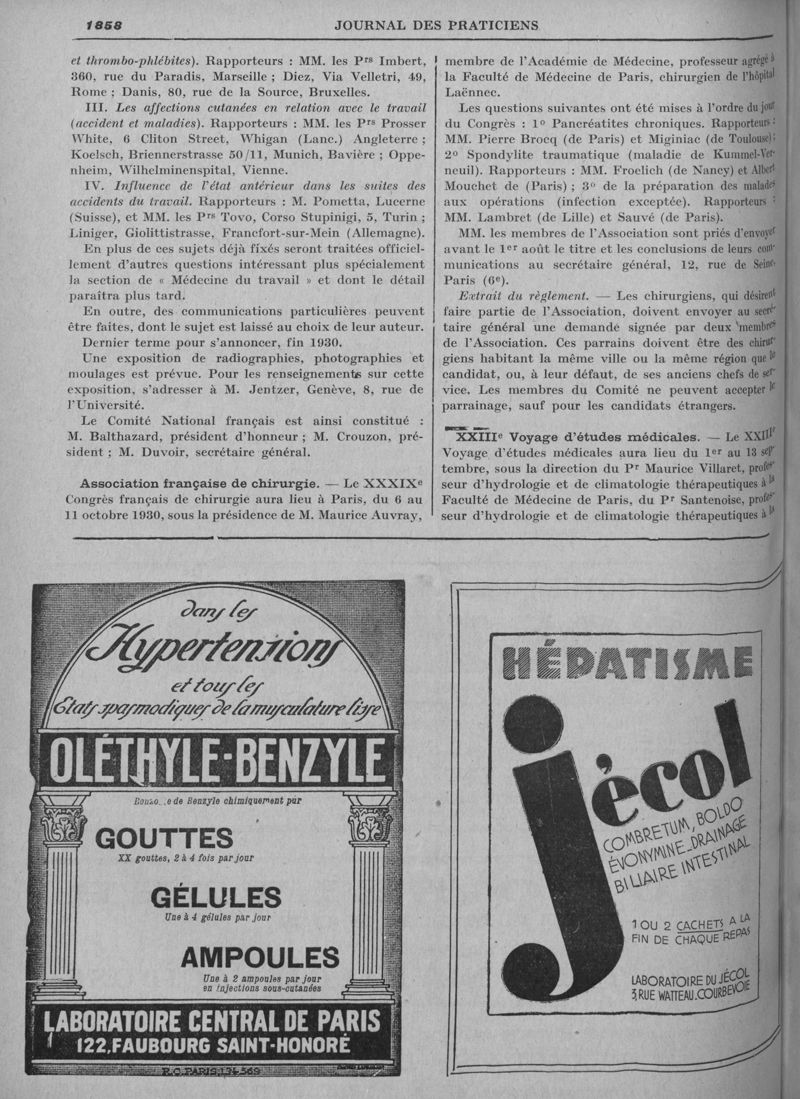 1858
JOURNAL DES PRATICIENS
et thrombo-phlébites). Rapporteurs : MM. les Prs Imbert,
360, rue du Paradis, Marseille ; Diez, Via Velletri, 49,
Rome ; Danis, 80, rue de la Source, Bruxelles.
III. Les affections cutanées en relation avec le travail
(accident et maladies). Rapporteurs : MM. les Prs Prosser
White, 6 Cliton Street, Whigan (Lanc.) Angleterre ;
Koelsch, Briennerstrasse 50/11, Munich, Bavière ; Oppe-
nheim, Wilhelminenspital, Vienne.
IV. Influence de l'état antérieur dans les suites des
accidents du travail. Rapporteurs : M. Pometta, Lucerne
(Suisse), et MM. les Prs Tovo, Corso Stupinigi, 5, Turin ;
Liniger, Giolittistrasse, Francfort-sur-Mein (Allemagne).
En plus de ces sujets déjà fixés seront traitées officiel-
lement d'autres questions intéressant plus spécialement
la section de « Médecine du travail » et dont le détail
paraîtra plus tard.
En outre, des communications particulières peuvent
être faites, dont le sujet est laissé au choix de leur auteur.
Dernier terme pour s'annoncer, fin 1930.
Une exposition de radiographies, photographies et
moulages est prévue. Pour les renseignements sur cette
exposition, s'adresser à M. Jentzer, Genève, 8, rue de
l'Université.
Le Comité National français est ainsi constitué :
M. Balthazard, président d'honneur ; M. Crouzon, pré-
sident ; M. Duvoir, secrétaire général.
Association française de chirurgie. — Le XXXIXe
Congrès français de chirurgie aura lieu à Paris, du 6 au
11 octobre 1930, sous la présidence de M. Maurice Auvray,
membre de l'Académie de Médecine, professeur agrégé à
la Faculté de Médecine de Paris, chirurgien de l'hôpital
Laënnec.
Les questions suivantes ont été mises à l'ordre du jour
du Congrès : 1o Pancréatites chroniques. Rapporteurs :
MM. Pierre Brocq (de Paris) et Miginiac (de Toulouse) ;
2o Spondylite traumatique (maladie de Kummel-Ver-
neuil). Rapporteurs : MM. Froelich (de Nancy) et Albert
Mouchet de (Paris) ; 3o de la préparation des malades
aux opérations (infection exceptée). Rapporteurs :
MM. Lambret (de Lille) et Sauvé (de Paris).
MM. les membres de l'Association sont priés d'envoyer
avant le 1er août le titre et les conclusions de leurs com-
munications au secrétaire général, 12, rue de Seine,
Paris (6e).
Extrait du règlement. — Les chirurgiens, qui désirent
faire partie de l'Association, doivent envoyer au secré-
taire général une demande signée par deux membres
de l'Association. Ces parrains doivent être des chirur-
giens habitant la même ville ou la même région que le
candidat, ou, à leur défaut, de ses anciens chefs de ser-
vice. Les membres du Comité ne peuvent accepter le
parrainage, sauf pour les candidats étrangers.
XXIIIe Voyage d'études médicales. — Le XXIIIe
Voyage d'études médicales aura lieu du 1er au 13 sep-
tembre, sous la direction du Pr Maurice Villaret, profes-
seur d'hydrologie et de climatologie thérapeutiques à la
Faculté de Médecine de Paris, du Pr Santenoise, profes-
seur d'hydrologie et de climatologie thérapeutiques à la
dans les
Hypertensions
et tous les
États spasmodiques de la musculature lisse
OLÉTHYLE-BENZYLE
de Benzyle chimiquement pur
GOUTTES
XX gouttes, 2 à 4 fois par jour
GÉLULES
Une à 4 gélules par jour
AMPOULES
Une à 2 ampoules par jour
en injections sous-cutanées
LABORATOIRE CENTRAL DE PARIS
122, FAUBOURG SAINT-HONORÉ
R.C. PARIS 134.569
HÉPATISME
jécol
COMBRETUM, BOLDO
ÉVONYMINE_DRAINAGE
BILIAIRE INTESTINAL
1 OU 2 CACHETS A LA
FIN DE CHAQUE REPAS
LABORATOIRE DU JÉCOL
3, RUE WATTEAU_COURBEVOIE